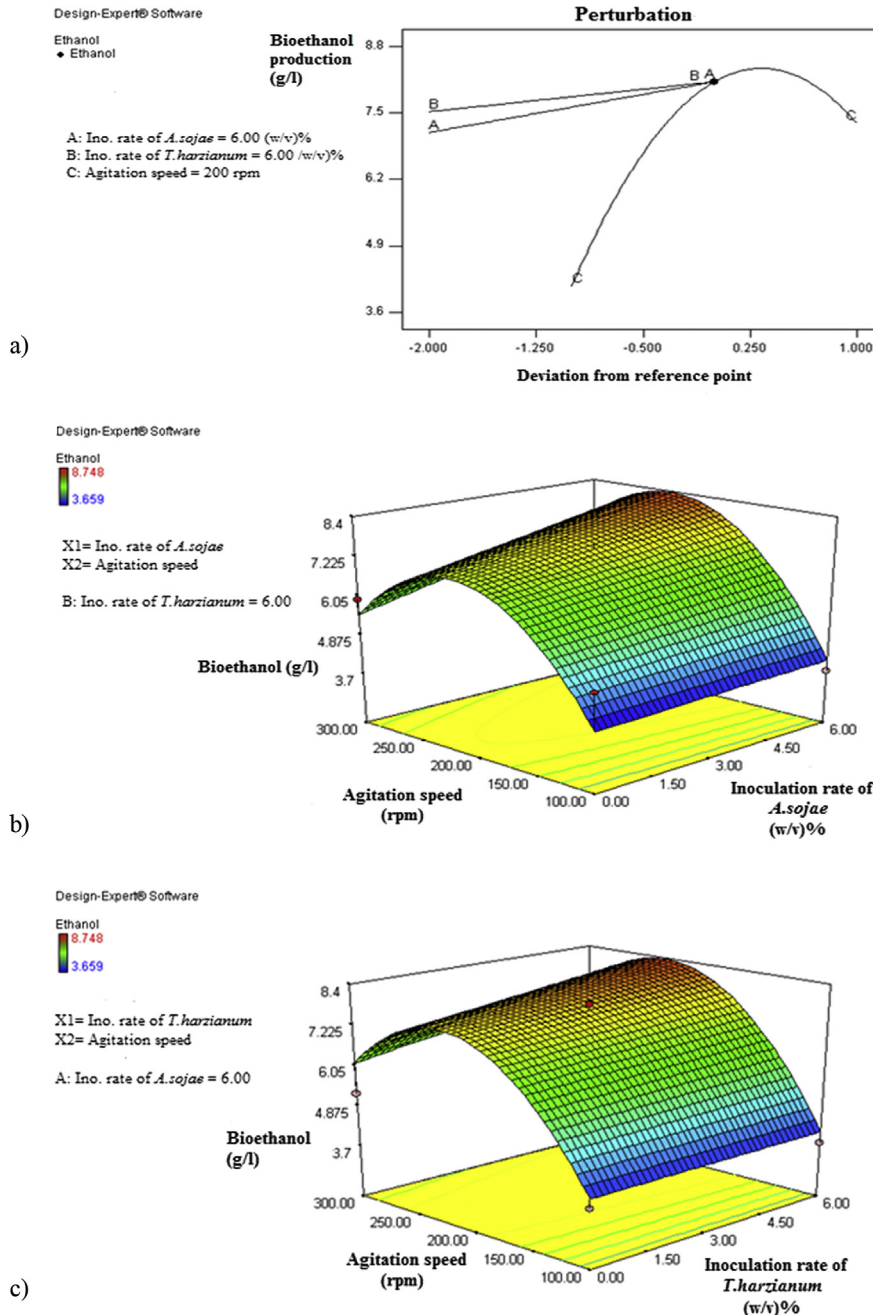 Design-Expert® Software
Perturbation
Ethanol
Ethanol
Bioethanol
production
(g/l)
8.8
7.5
6.2
4.9
3.6
B A
B
A
C
C
A: Ino. rate of A.sojae = 6.00 (w/v)%
B: Ino. rate of T.harzianum = 6.00 /w/v)%
C: Agitation speed = 200 rpm
-2.000 -1.250 -0.500 0.250 1.000
Deviation from reference point
a)
Design-Expert® Software
Ethanol
8.748
3.659
X1= Ino. rate of A.sojae
X2= Agitation speed
B: Ino. rate of T.harzianum = 6.00
8.4
7.225
6.05
4.875
3.7
Bioethanol (g/l)
300.00 250.00 200.00 150.00 100.00
Agitation speed
(rpm)
0.00 1.50 3.00 4.50 6.00
Inoculation rate of
A.sojae
(w/v)%
b)
Design-Expert® Software
Ethanol
8.748
3.659
X1= Ino. rate of T.harzianum
X2= Agitation speed
A: Ino. rate of A.sojae = 6.00
8.4
7.225
6.05
4.875
3.7
Bioethanol
(g/l)
300.00 250.00 200.00 150.00 100.00
Agitation speed
(rpm)
0.00 1.50 3.00 4.50 6.00
Inoculation rate of
T.harzianum
(w/v)%
c)